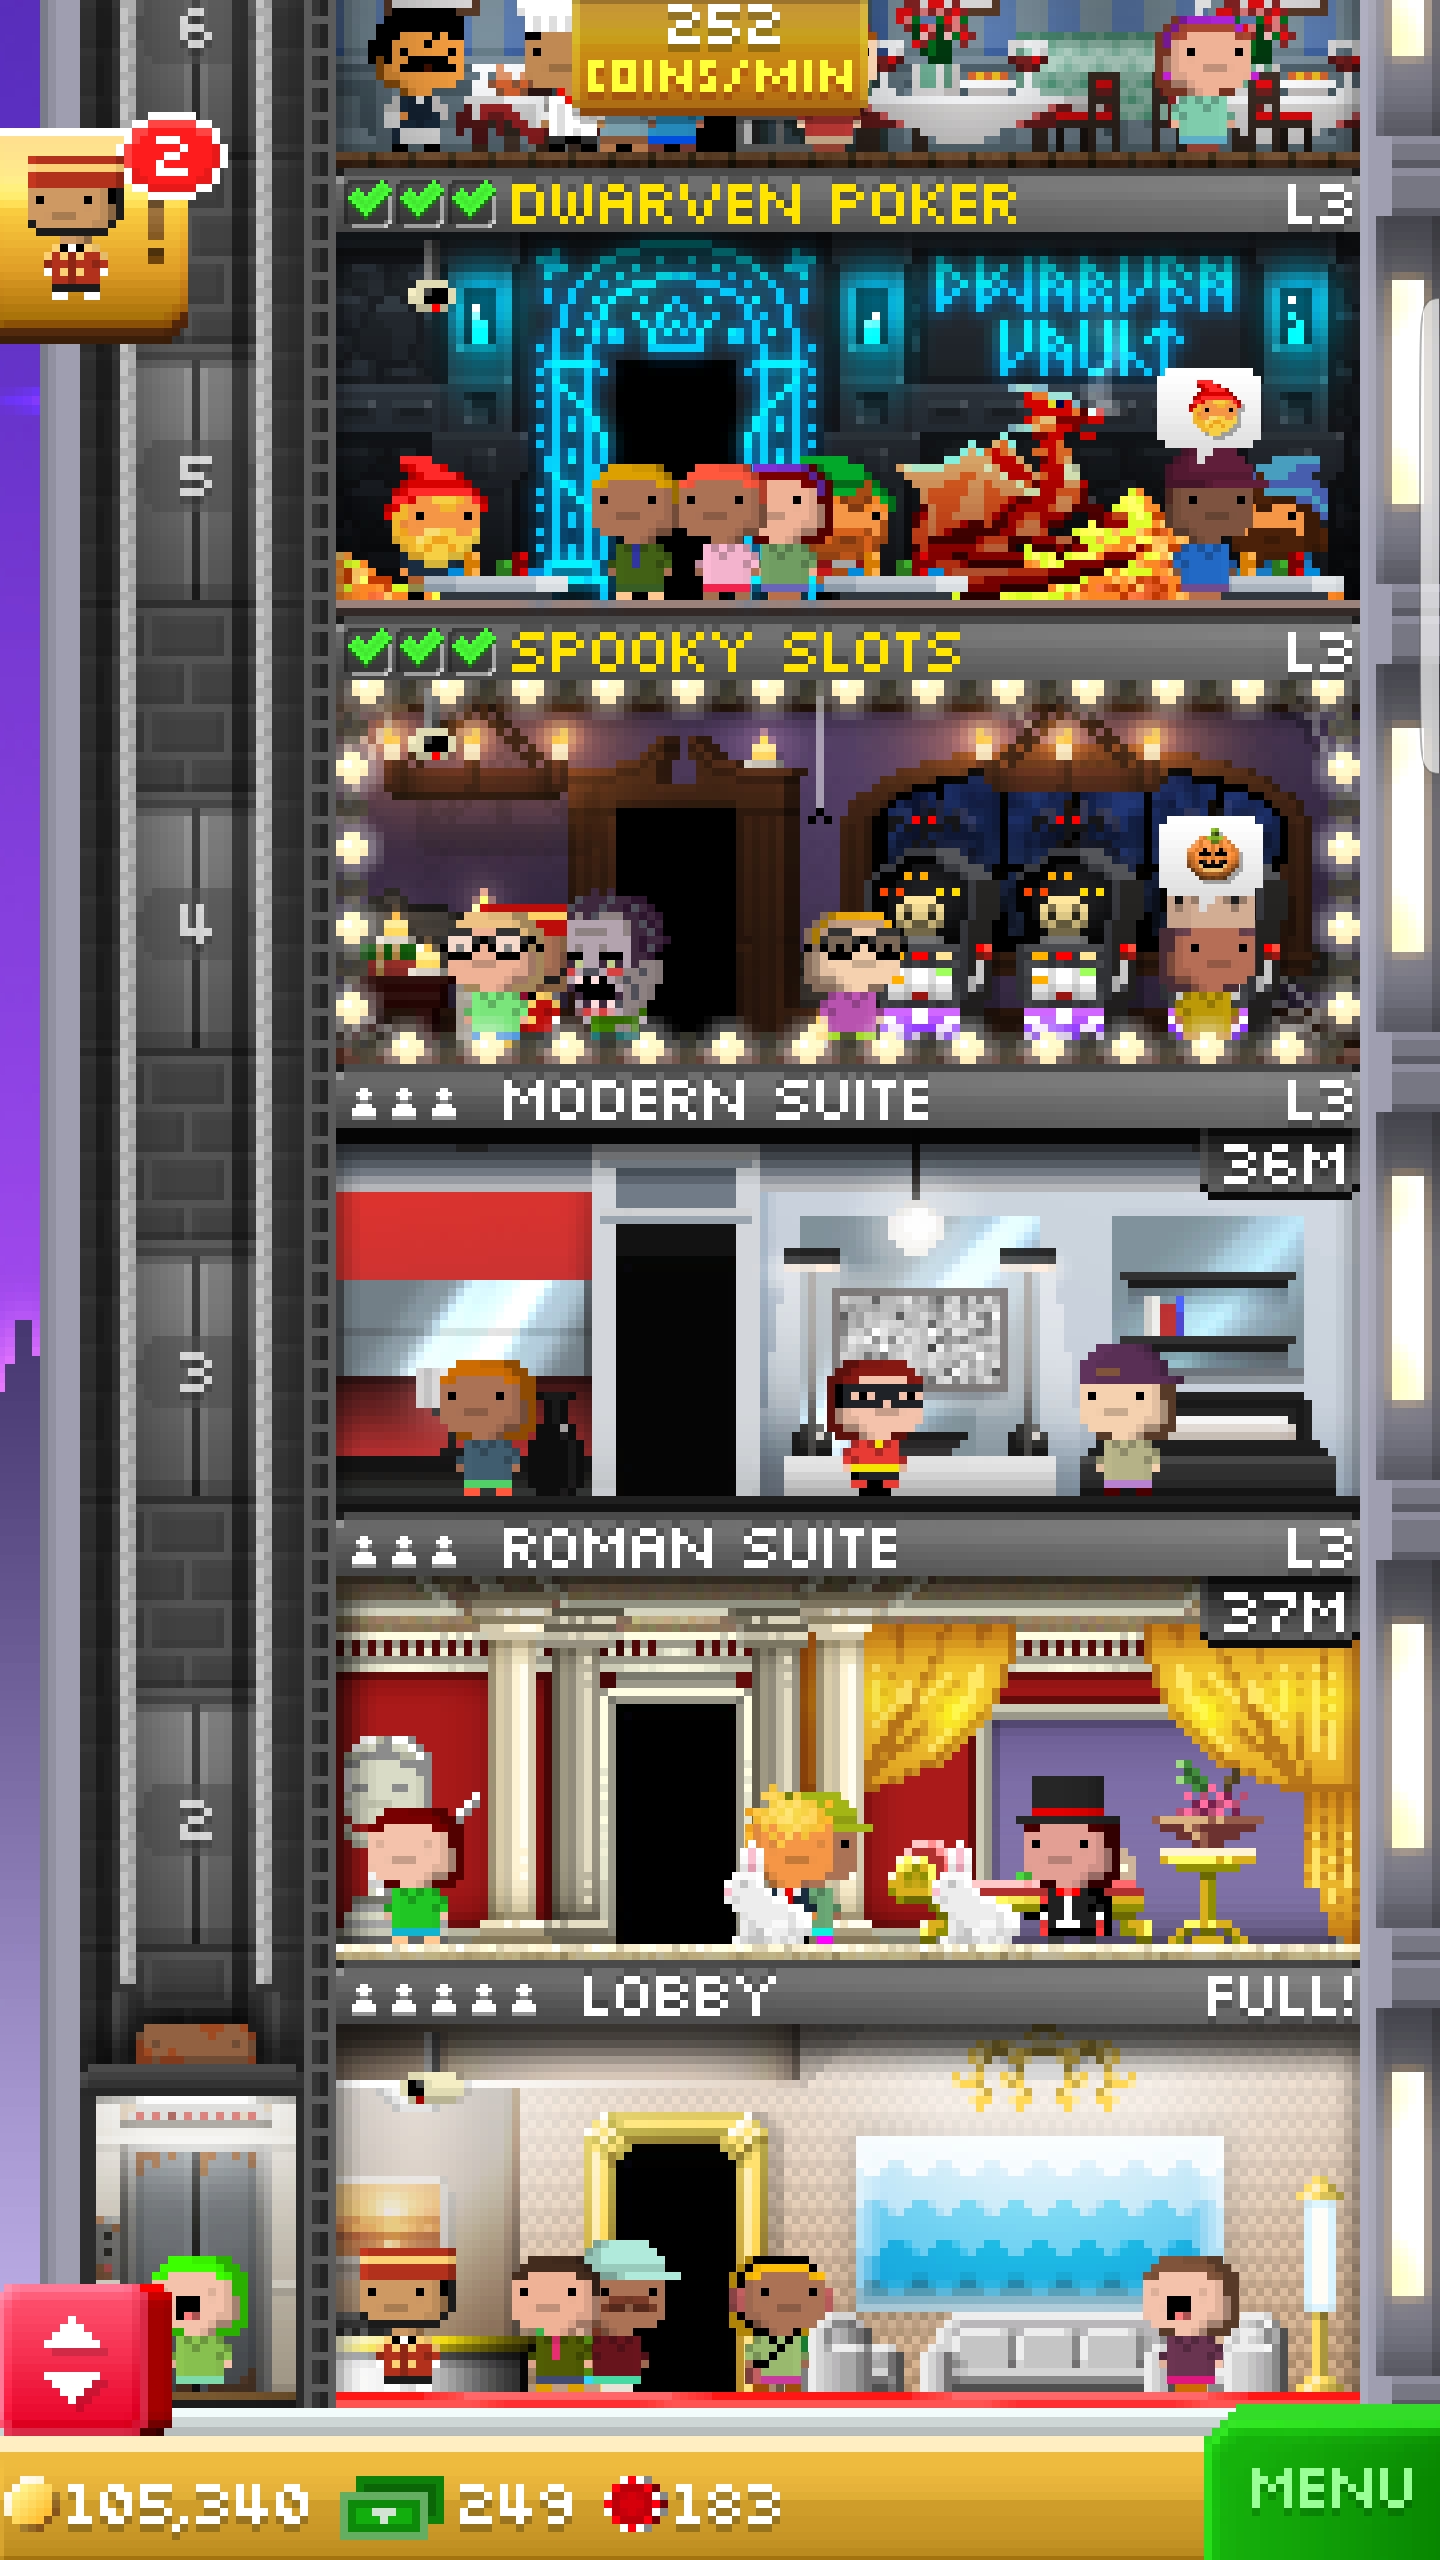 6
252
COINS/MIN
2
!
DWARVEN POKER L3
DWARVEN
VAULT
5
SPOOKY SLOTS L3
4
MODERN SUITE L3
36M
3
ROMAN SUITE L3
37M
2
LOBBY FULL!
105,340 249 183
MENU